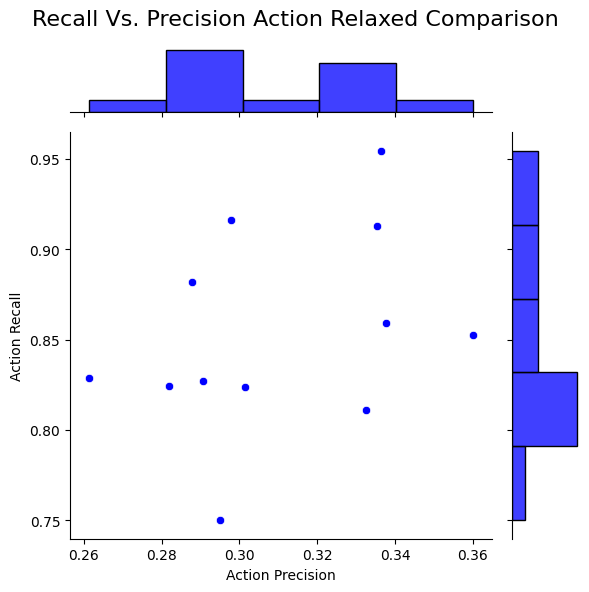 Recall Vs. Precision Action Relaxed Comparison
0.95
0.90
0.85
0.80
0.75
Action Recall
0.26 0.28 0.30 0.32 0.34 0.36
Action Precision